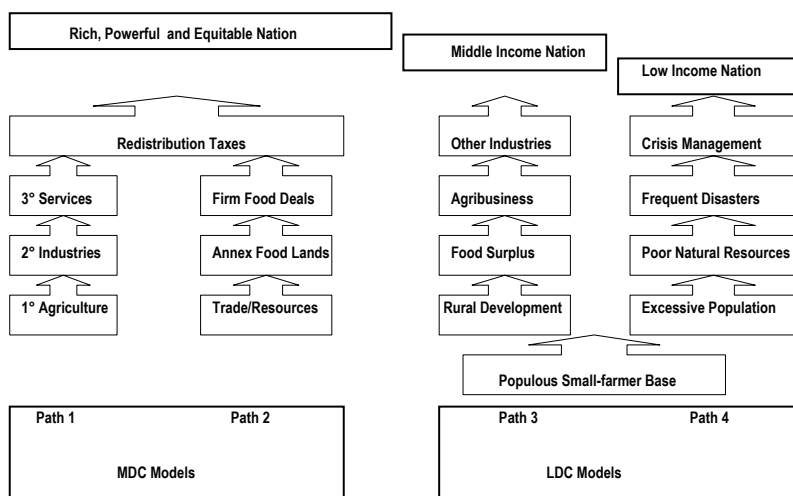 Rich, Powerful and Equitable Nation
Middle Income Nation
Low Income Nation
Redistribution Taxes
Other Industries
Crisis Management
3° Services
Firm Food Deals
Agribusiness
Frequent Disasters
2° Industries
Annex Food Lands
Food Surplus
Poor Natural Resources
1° Agriculture
Trade/Resources
Rural Development
Excessive Population
Populous Small-farmer Base
Path 1
Path 2
Path 3
Path 4
MDC Models
LDC Models